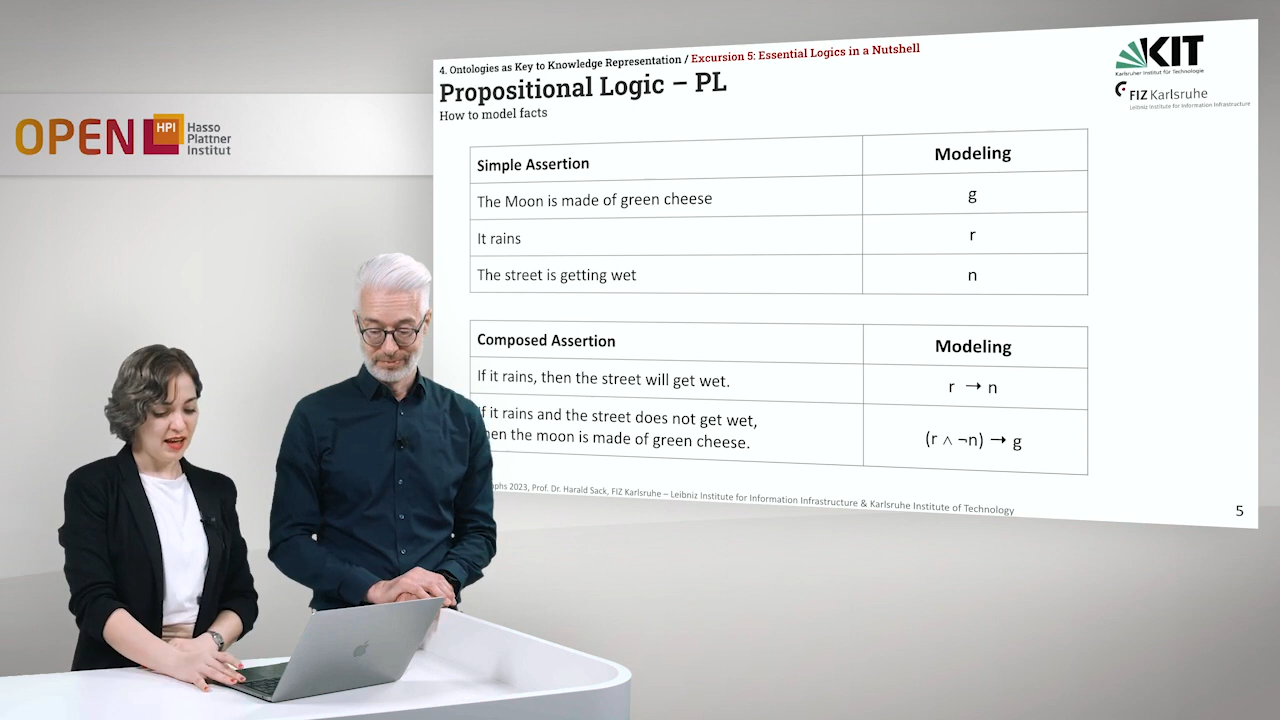 OPEN HPI Hasso
Plattner
Institut
4. Ontologies as Key to Knowledge Representation / Excursion 5: Essential Logics in a Nutshell
Propositional Logic – PL
How to model facts
KIT
Karlsruher Institut für Technologie
FIZ Karlsruhe
Leibniz Institute for Information Infrastructure
Simple Assertion Modeling
The Moon is made of green cheese g
It rains r
The street is getting wet n
Composed Assertion Modeling
If it rains, then the street will get wet. r → n
if it rains and the street does not get wet,
the moon is made of green cheese. (r ∧ ¬n) → g
2023, Prof. Dr. Harald Sack, FIZ Karlsruhe – Leibniz Institute for Information Infrastructure & Karlsruhe Institute of Technology
5